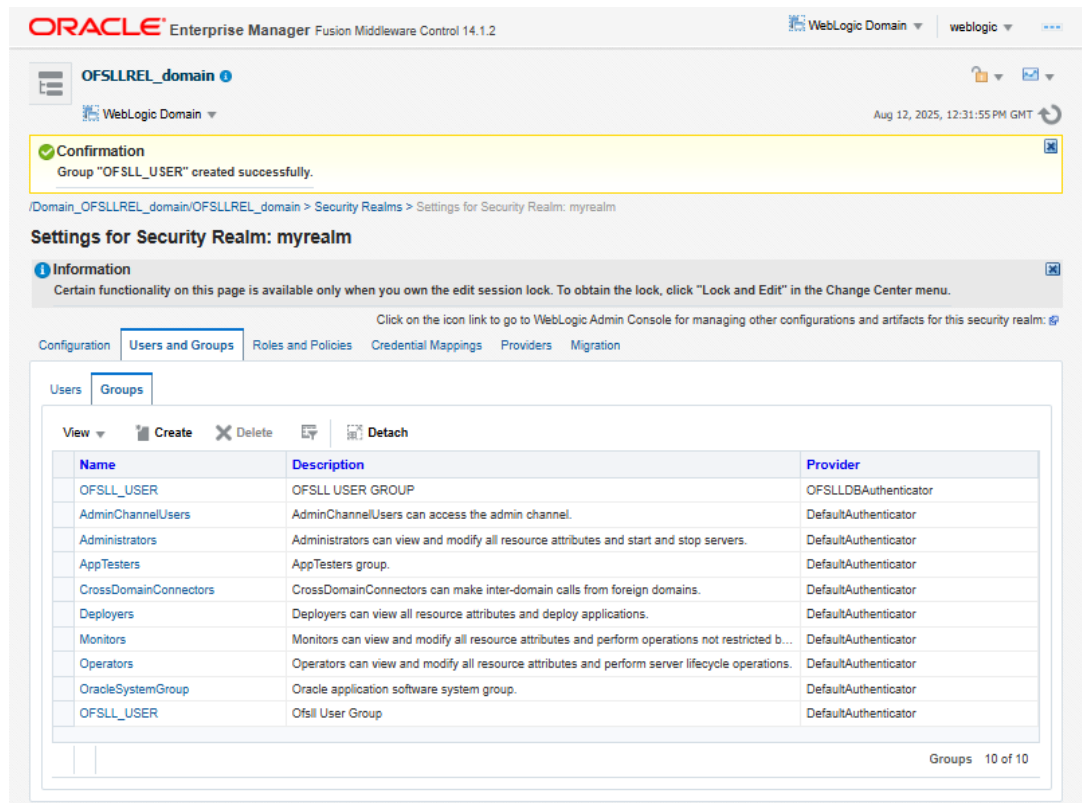 ORACLE Enterprise Manager Fusion Middleware Control 14.1.2 WebLogic Domain weblogic
OFSLLREL_domain
WebLogic Domain Aug 12, 2025, 12:31:55 PM GMT
Confirmation
Group "OFSLL_USER" created successfully.
/Domain_OFSLLREL_domain/OFSLLREL_domain > Security Realms > Settings for Security Realm: myrealm
Settings for Security Realm: myrealm
Information
Certain functionality on this page is available only when you own the edit session lock. To obtain the lock, click "Lock and Edit" in the Change Center menu.
Click on the icon link to go to WebLogic Admin Console for managing other configurations and artifacts for this security realm:
Configuration Users and Groups Roles and Policies Credential Mappings Providers Migration
Users Groups
View Create Delete Detach
Name Description Provider
OFSLL_USER OFSLL USER GROUP OFSLLDBAuthenticator
AdminChannelUsers AdminChannelUsers can access the admin channel. DefaultAuthenticator
Administrators Administrators can view and modify all resource attributes and start and stop servers. DefaultAuthenticator
AppTesters AppTesters group. DefaultAuthenticator
CrossDomainConnectors CrossDomainConnectors can make inter-domain calls from foreign domains. DefaultAuthenticator
Deployers Deployers can view all resource attributes and deploy applications. DefaultAuthenticator
Monitors Monitors can view and modify all resource attributes and perform operations not restricted b... DefaultAuthenticator
Operators Operators can view and modify all resource attributes and perform server lifecycle operations. DefaultAuthenticator
OracleSystemGroup Oracle application software system group. DefaultAuthenticator
OFSLL_USER Ofsll User Group DefaultAuthenticator
Groups 10 of 10